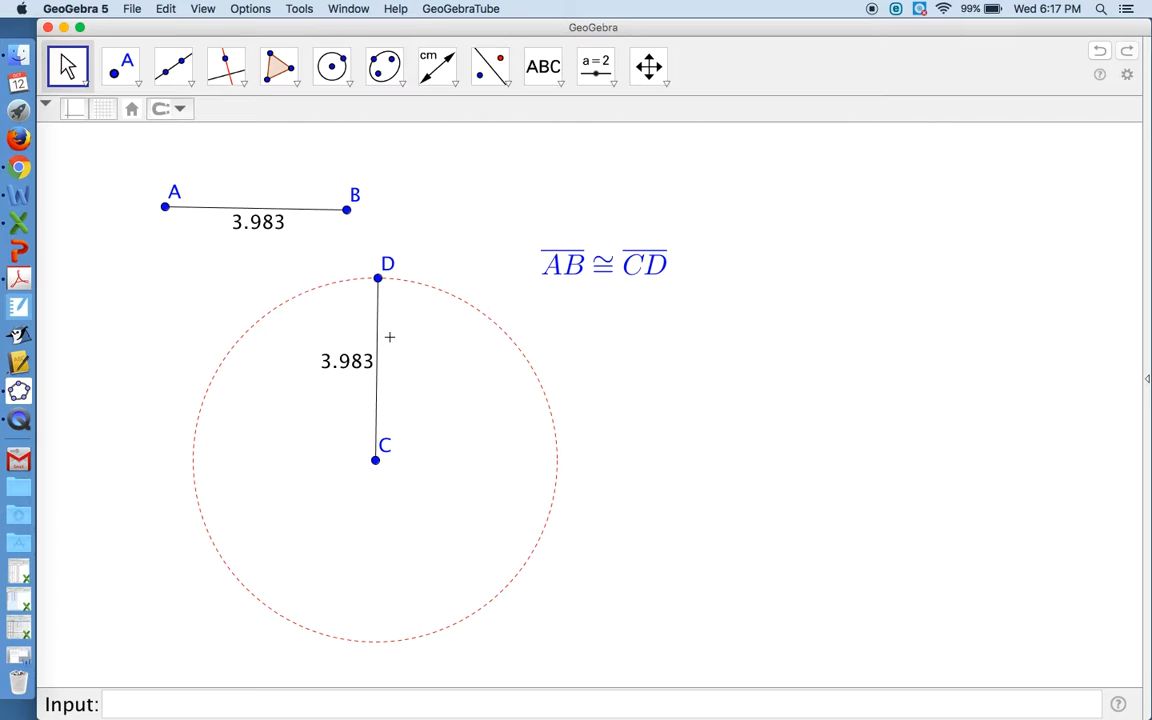 GeoGebra 5 File Edit View Options Tools Window Help GeoGebraTube 99% Wed 6:17 PM
GeoGebra
A cm ABC a=2
A B
3.983
D
AB ≅ CD
3.983
C
Input: